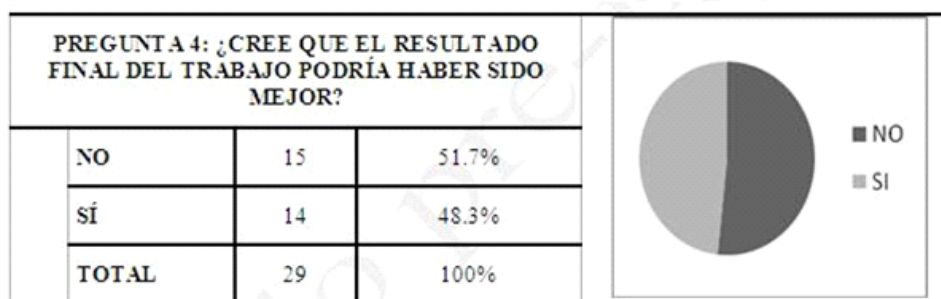 PREGUNTA 4: ¿CREE QUE EL RESULTADO
FINAL DEL TRABAJO PODRÍA HABER SIDO
MEJOR?
NO 15 51.7%
SÍ 14 48.3%
TOTAL 29 100%
NO
SI